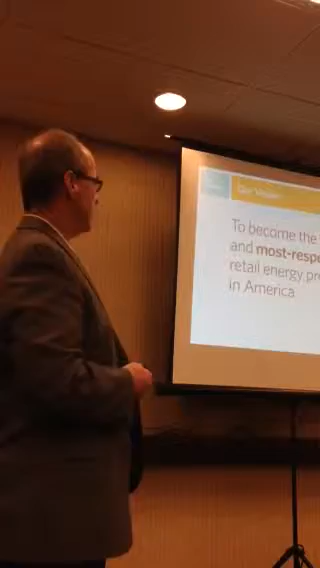 Our Vision
To become the
and most-respe
retail energy pr
in America